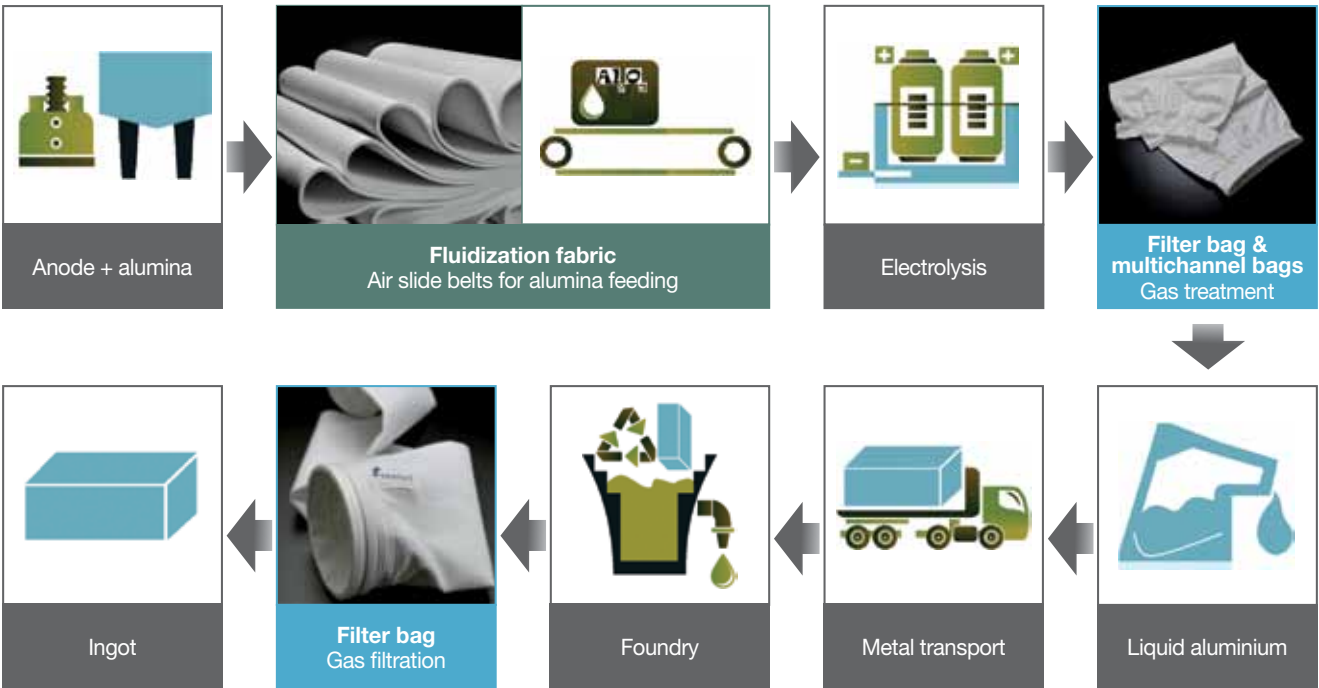 Al₂O₃
+
+
-
Anode + alumina
Fluidization fabric
Air slide belts for alumina feeding
Electrolysis
Filter bag &
multichannel bags
Gas treatment
Ingot
Filter bag
Gas filtration
Foundry
Metal transport
Liquid aluminium